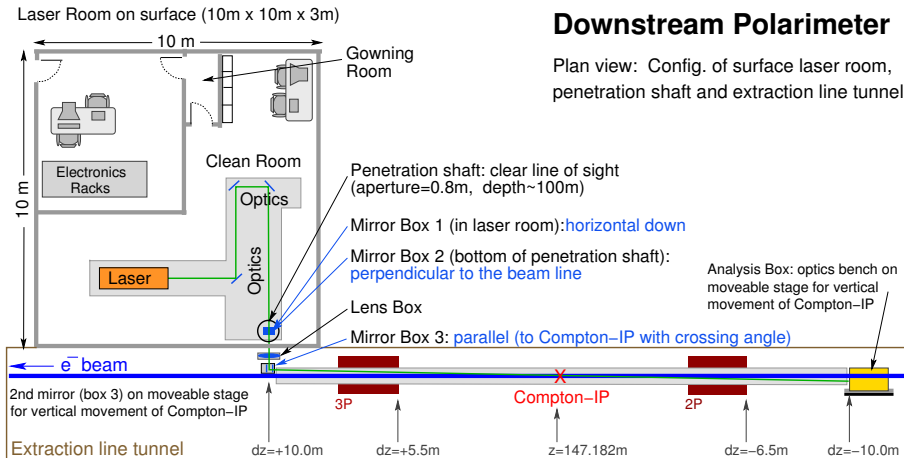 Laser Room on surface (10m x 10m x 3m)
Downstream Polarimeter
Plan view: Config. of surface laser room,
penetration shaft and extraction line tunnel
10 m
10 m
Gowning
Room
Clean Room
Electronics
Racks
Optics
Optics
Laser
Penetration shaft: clear line of sight
(aperture=0.8m, depth~100m)
Mirror Box 1 (in laser room):horizontal down
Mirror Box 2 (bottom of penetration shaft):
perpendicular to the beam line
Lens Box
Mirror Box 3: parallel (to Compton−IP with crossing angle)
Analysis Box: optics bench on
moveable stage for vertical
movement of Compton−IP
e− beam
2nd mirror (box 3) on moveable stage
for vertical movement of Compton−IP
3P
X
Compton−IP
2P
Extraction line tunnel
dz=+10.0m
dz=+5.5m
z=147.182m
dz=−6.5m
dz=−10.0m